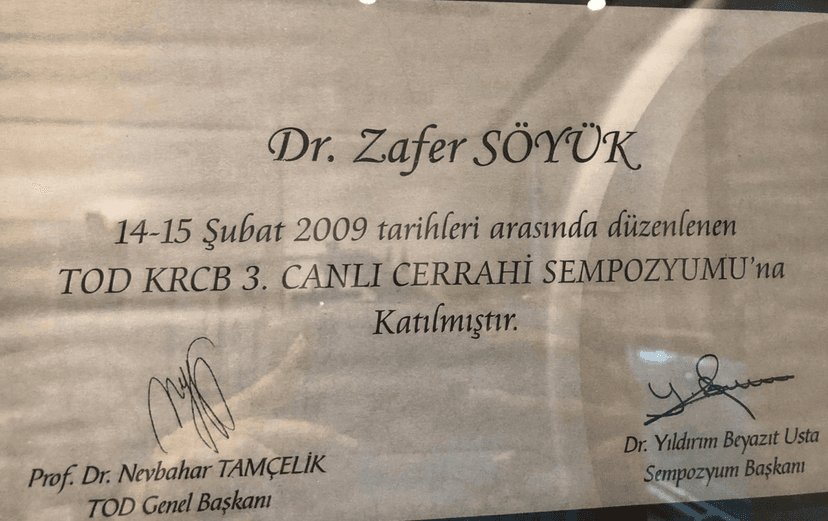 Dr. Zafer SÖYÜK
14-15 Şubat 2009 tarihleri arasında düzenlenen
TOD KRCB 3. CANLI CERRAHİ SEMPOZYUMU'na
Katılmıştır.
Prof. Dr. Nevbahar TAMÇELİK
TOD Genel Başkanı
Dr. Yıldırım Beyazıt Usta
Sempozyum Başkanı